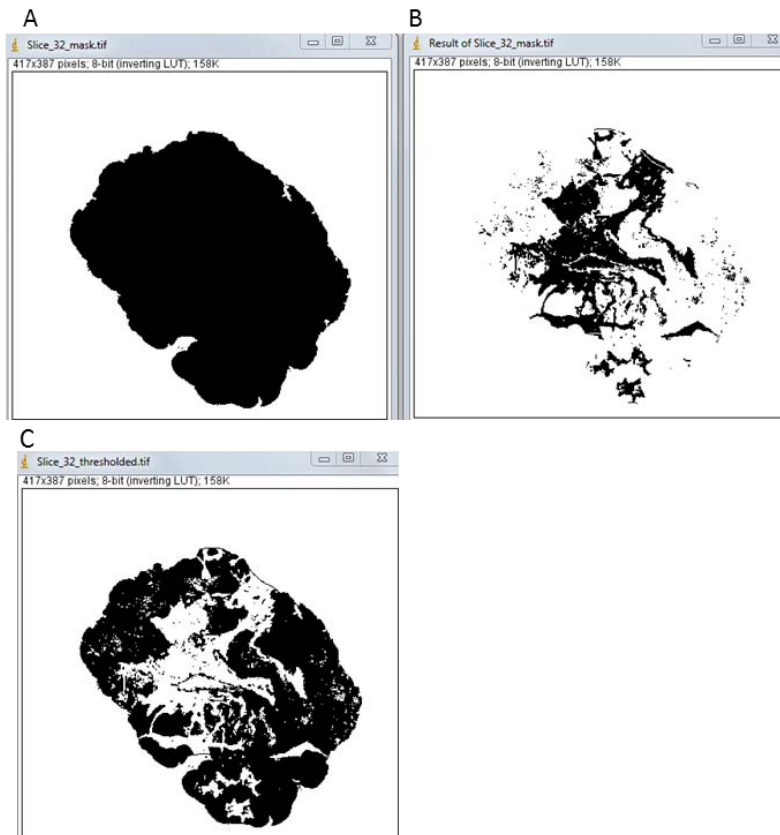 A
Slice_32_mask.tif
417x387 pixels; 8-bit (inverting LUT); 158K
B
Result of Slice_32_mask.tif
417x387 pixels; 8-bit (inverting LUT); 158K
C
Slice_32_thresholded.tif
417x387 pixels; 8-bit (inverting LUT); 158K